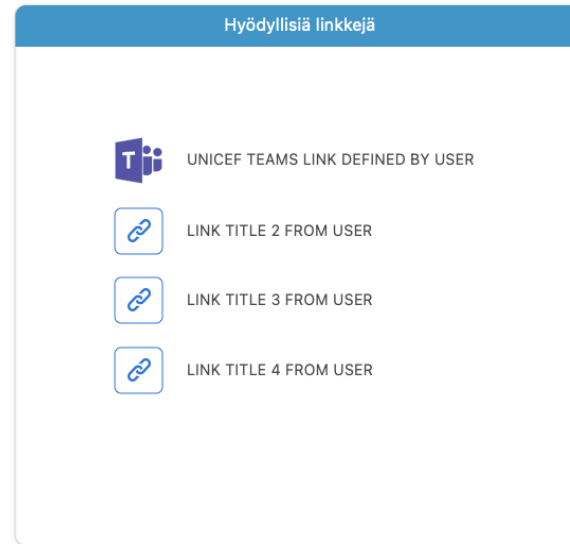 Hyödyllisiä linkkejä
T
UNICEF TEAMS LINK DEFINED BY USER
LINK TITLE 2 FROM USER
LINK TITLE 3 FROM USER
LINK TITLE 4 FROM USER